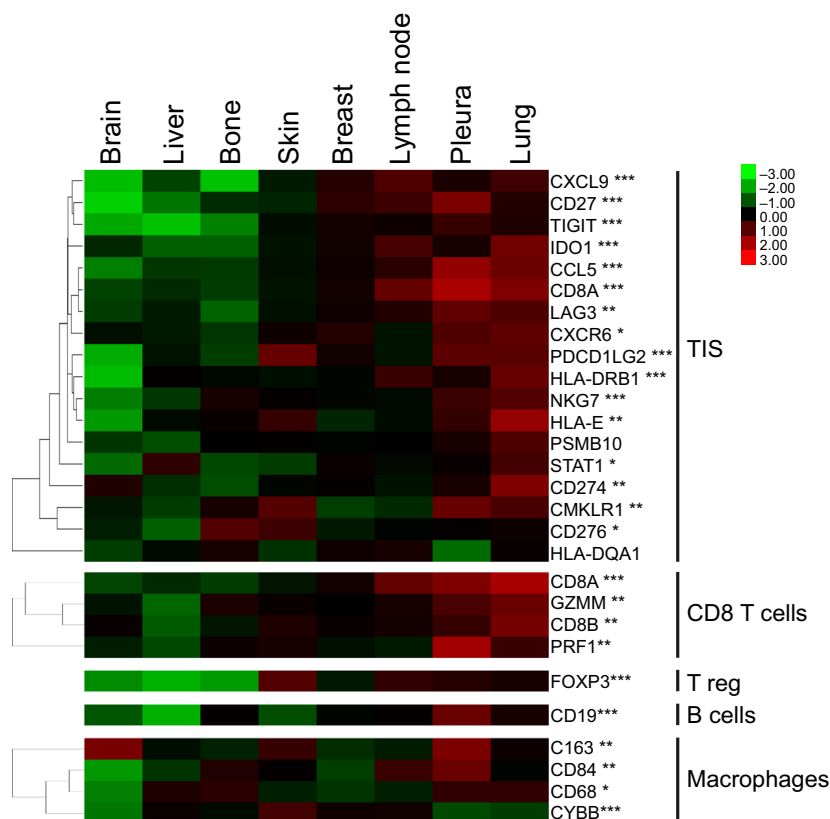 Brain
Liver
Bone
Skin
Breast
Lymph node
Pleura
Lung
CXCL9 ***
CD27 ***
TIGIT ***
IDO1 ***
CCL5 ***
CD8A ***
LAG3 **
CXCR6 *
PDCD1LG2 ***
HLA-DRB1 ***
NKG7 ***
HLA-E **
PSMB10
STAT1 *
CD274 **
CMKLR1 **
CD276 *
HLA-DQA1
TIS
–3.00
–2.00
–1.00
0.00
1.00
2.00
3.00
CD8A ***
GZMM **
CD8B **
PRF1**
CD8 T cells
FOXP3***
T reg
CD19***
B cells
C163 **
CD84 **
CD68 *
CYBB***
Macrophages